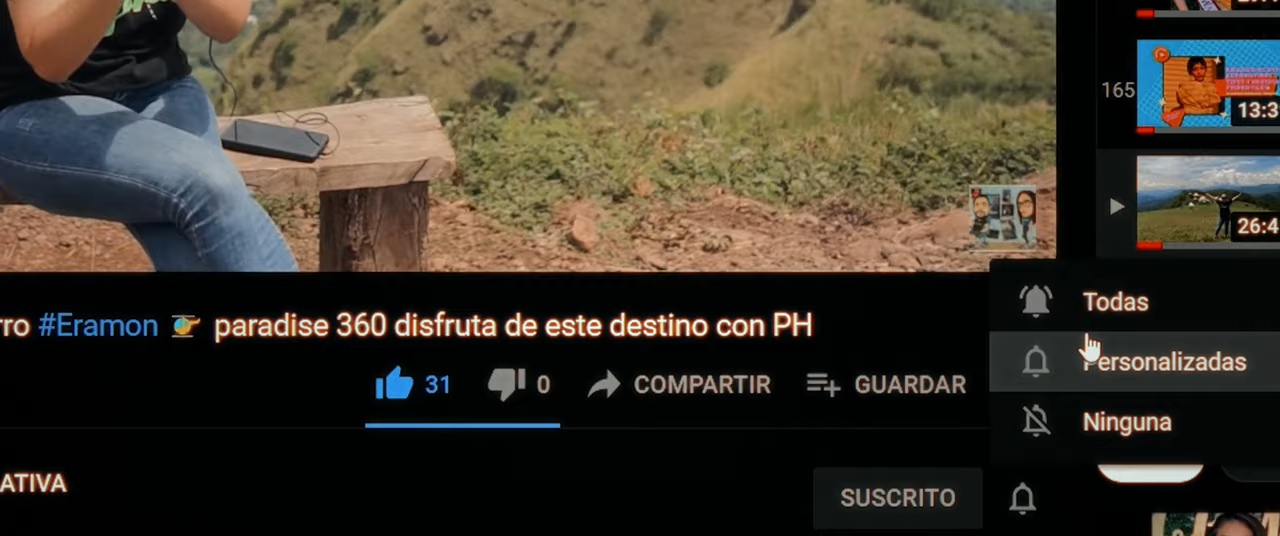 165
13:3
26:4
Todas
rro #Eramon paradise 360 disfruta de este destino con PH
Personalizadas
31 0 COMPARTIR GUARDAR
Ninguna
ATIVA
SUSCRITO